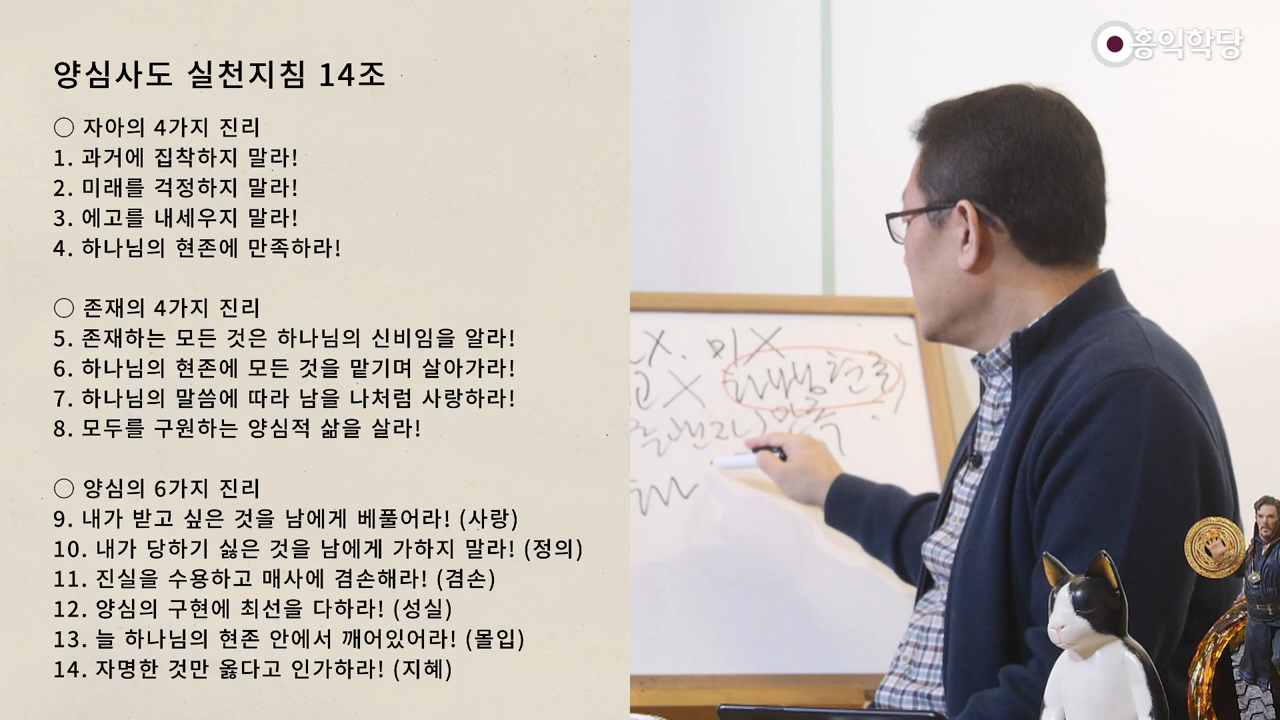 양심사도 실천지침 14조
○ 자아의 4가지 진리
1. 과거에 집착하지 말라!
2. 미래를 걱정하지 말라!
3. 에고를 내세우지 말라!
4. 하나님의 현존에 만족하라!
○ 존재의 4가지 진리
5. 존재하는 모든 것은 하나님의 신비임을 알라!
6. 하나님의 현존에 모든 것을 맡기며 살아가라!
7. 하나님의 말씀에 따라 남을 나처럼 사랑하라!
8. 모두를 구원하는 양심적 삶을 살라!
○ 양심의 6가지 진리
9. 내가 받고 싶은 것을 남에게 베풀어라! (사랑)
10. 내가 당하기 싫은 것을 남에게 가하지 말라! (정의)
11. 진실을 수용하고 매사에 겸손해라! (겸손)
12. 양심의 구현에 최선을 다하라! (성실)
13. 늘 하나님의 현존 안에서 깨어있어라! (몰입)
14. 자명한 것만 옳다고 인가하라! (지혜)
홍익학당
X. 미X